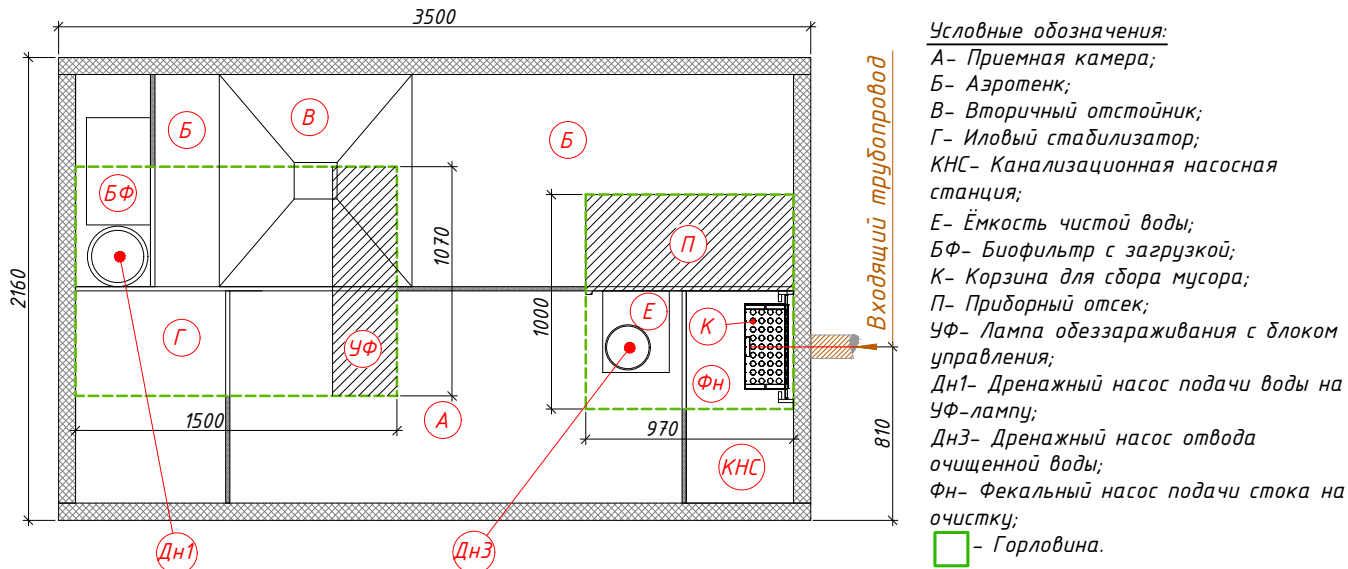 3500
Условные обозначения:
А- Приемная камера;
Б- Аэротенк;
В- Вторичный отстойник;
Г- Иловый стабилизатор;
КНС- Канализационная насосная
станция;
Е- Ёмкость чистой воды;
БФ- Биофильтр с загрузкой;
К- Корзина для сбора мусора;
П- Приборный отсек;
УФ- Лампа обеззараживания с блоком
управления;
Дн1- Дренажный насос подачи воды на
УФ-лампу;
Дн3- Дренажный насос отвода
очищенной воды;
Фн- Фекальный насос подачи стока на
очистку;
- Горловина.
Входящий трубопровод
2160
Б
В
Б
БФ
1070
П
1000
Е
К
Г
УФ
Фн
1500
А
970
810
КНС
Дн1
Дн3